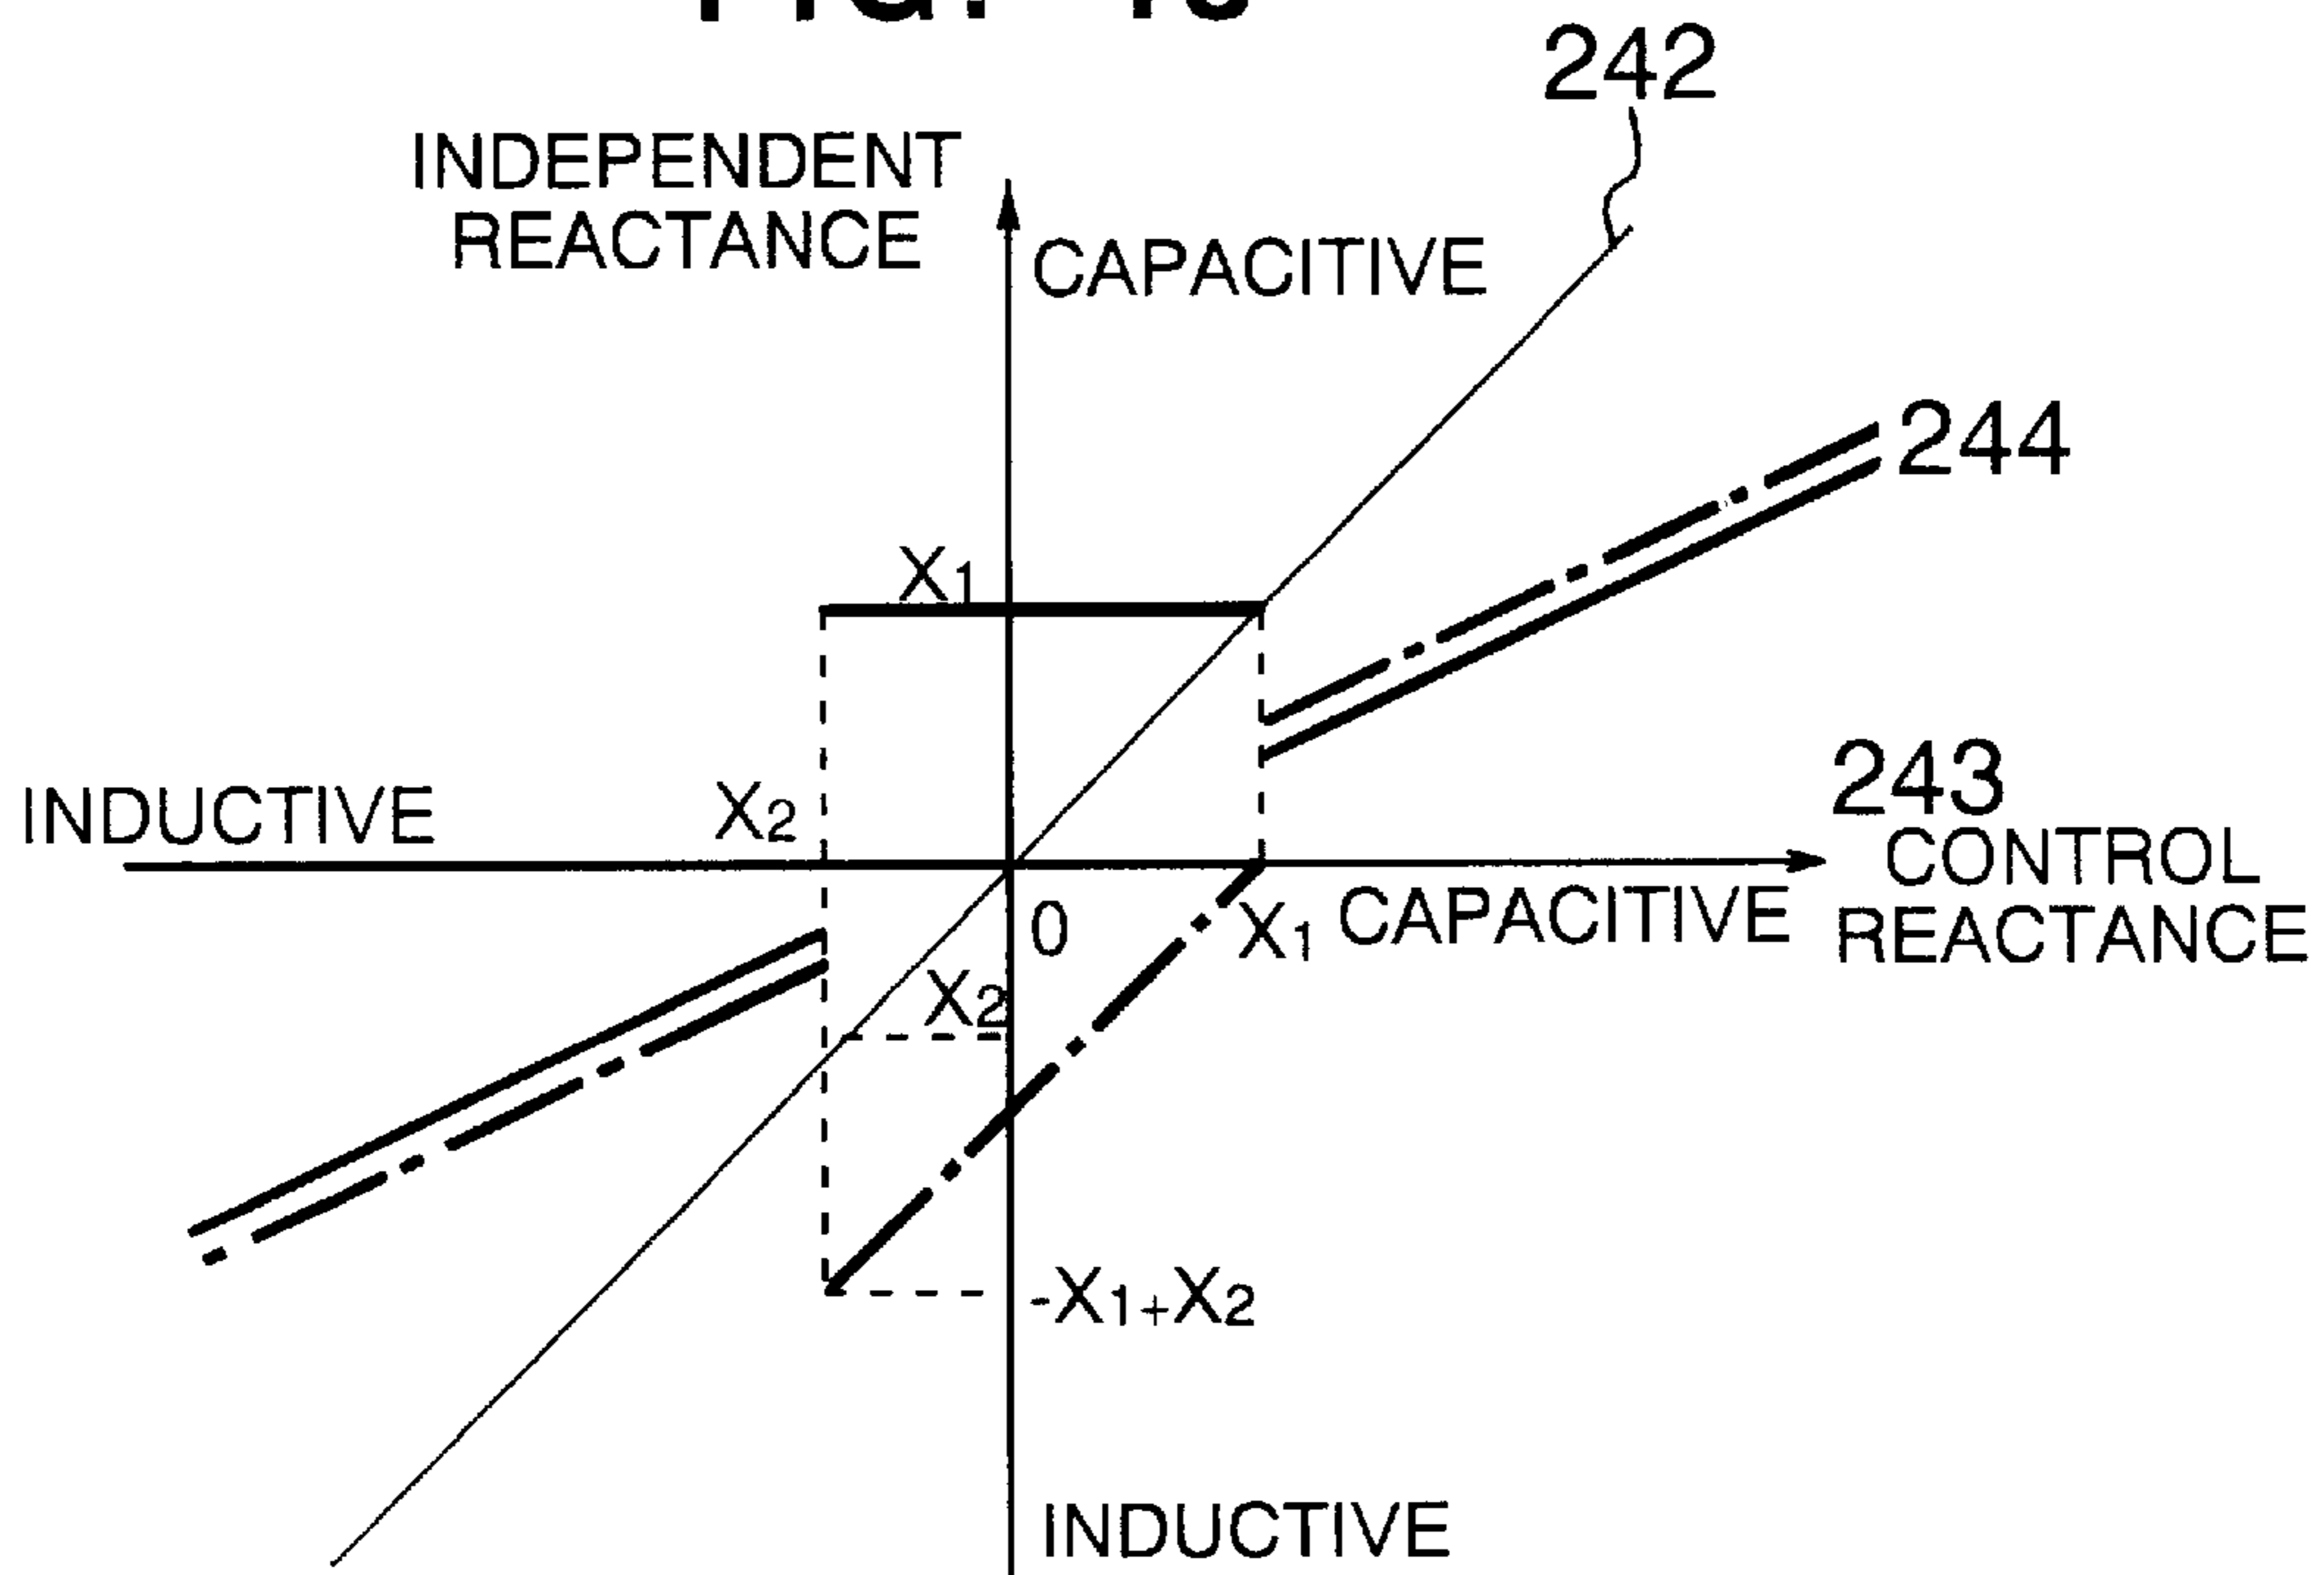 242
INDEPENDENT
REACTANCE
CAPACITIVE
244
X1
243
INDUCTIVE
X2
CONTROL
REACTANCE
0
X1
CAPACITIVE
X2
-X1+X2
INDUCTIVE